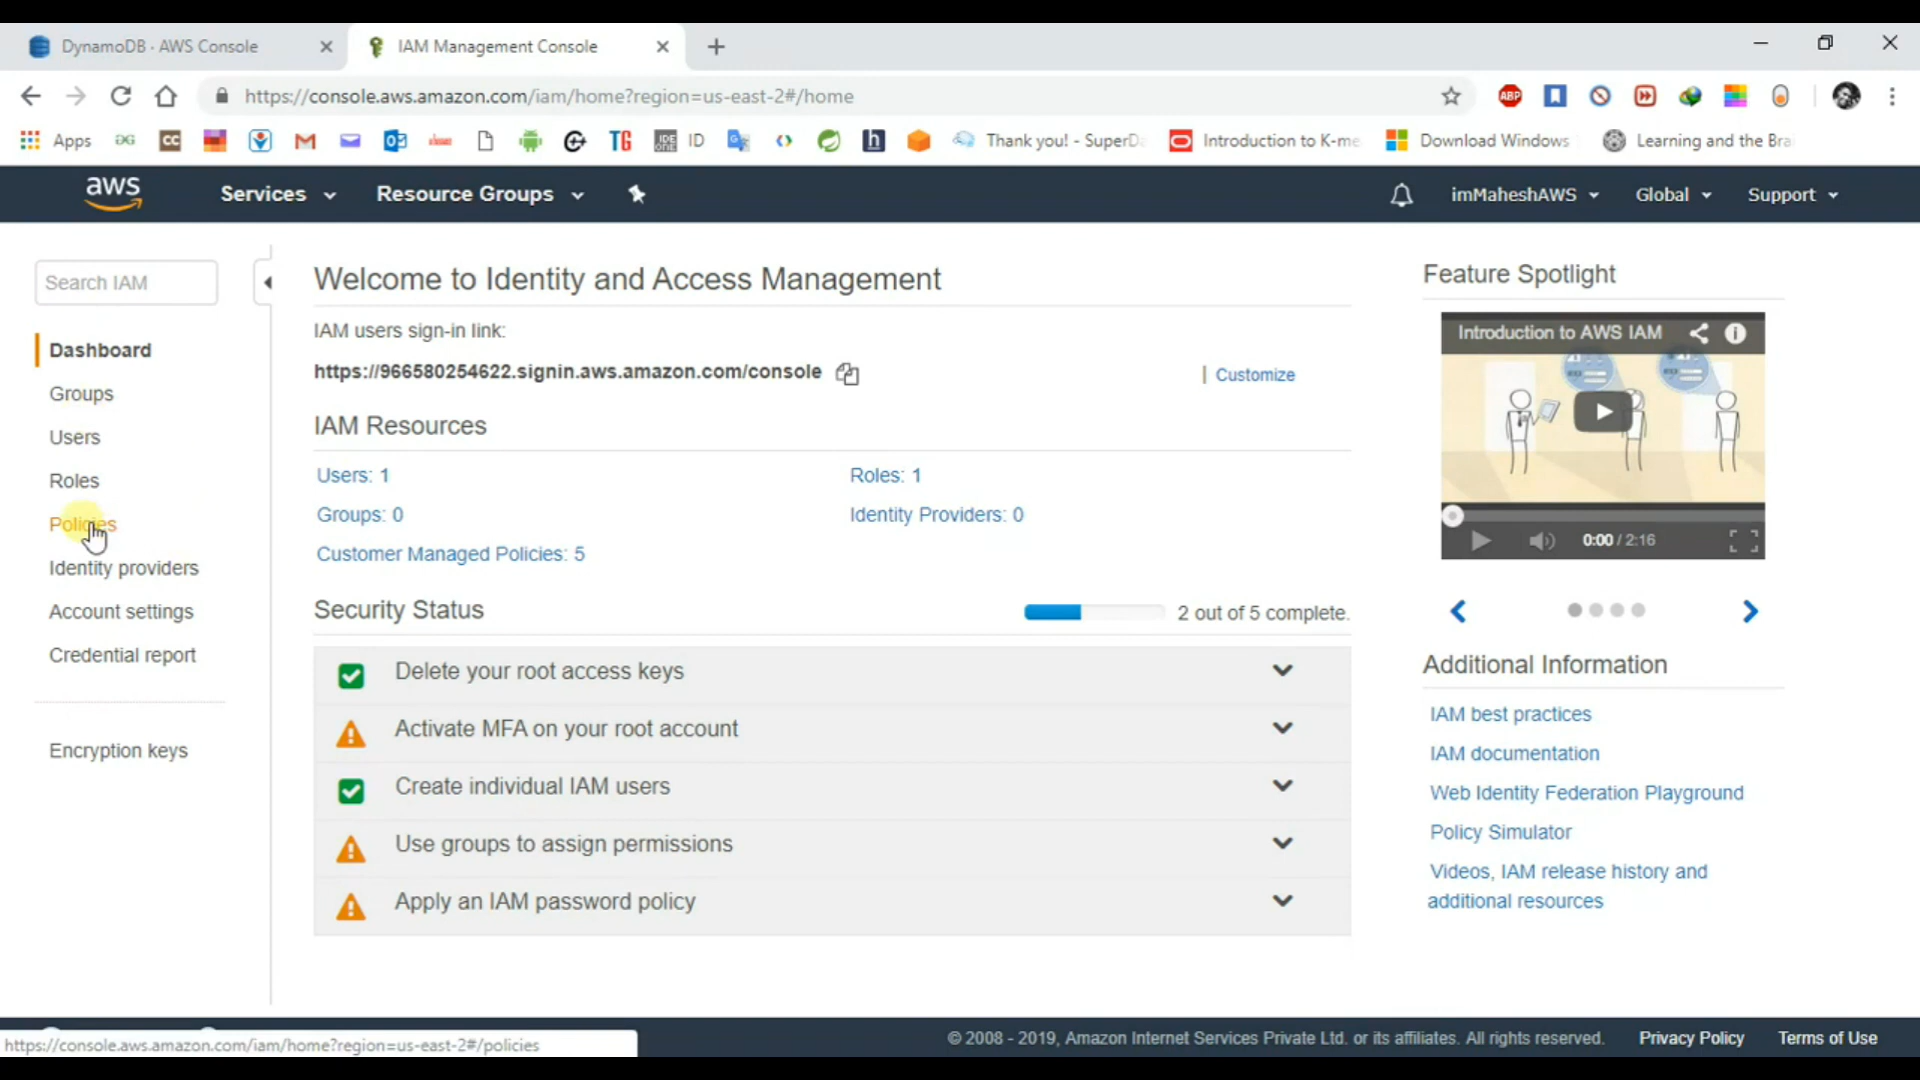 DynamoDB - AWS Console
IAM Management Console
https://console.aws.amazon.com/iam/home?region=us-east-2#/home
ABP
Apps
CC
TG
IDE
ONE
ID
h
Thank you! - SuperDa
Introduction to K-me
Download Windows
Learning and the Bra
aws
Services
Resource Groups
imMaheshAWS
Global
Support
Search IAM
Dashboard
Groups
Users
Roles
Policies
Identity providers
Account settings
Credential report
Encryption keys
Welcome to Identity and Access Management
IAM users sign-in link:
https://966580254622.signin.aws.amazon.com/console
| Customize
IAM Resources
Users: 1
Roles: 1
Groups: 0
Identity Providers: 0
Customer Managed Policies: 5
Security Status
2 out of 5 complete.
Delete your root access keys
Activate MFA on your root account
Create individual IAM users
Use groups to assign permissions
Apply an IAM password policy
Feature Spotlight
Introduction to AWS IAM
0:00 / 2:16
Additional Information
IAM best practices
IAM documentation
Web Identity Federation Playground
Policy Simulator
Videos, IAM release history and
additional resources
https://console.aws.amazon.com/iam/home?region=us-east-2#/policies
© 2008 - 2019, Amazon Internet Services Private Ltd. or its affiliates. All rights reserved.
Privacy Policy
Terms of Use